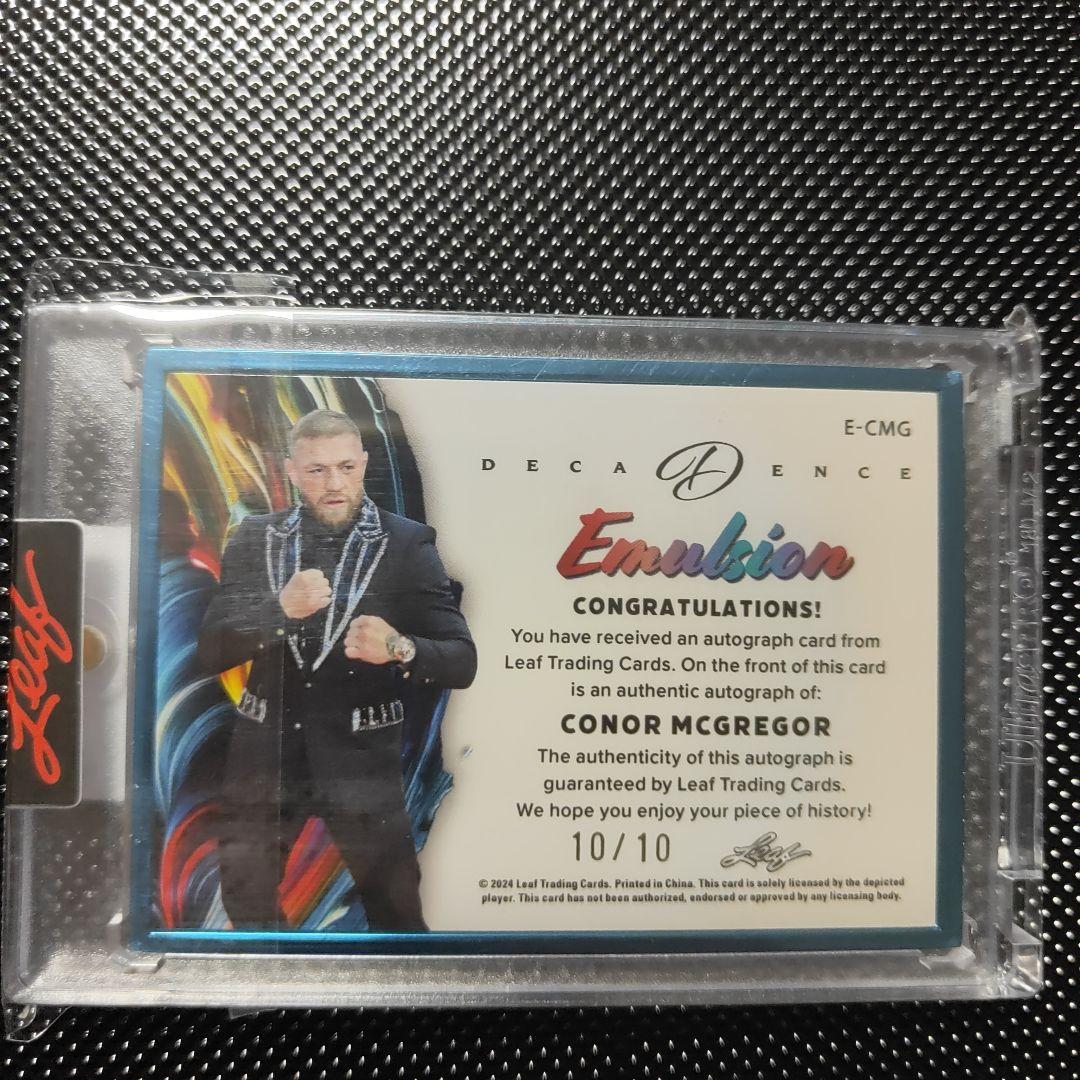 E-CMG
DECADENCE
Emulsion
CONGRATULATIONS!
You have received an autograph card from
Leaf Trading Cards. On the front of this card
is an authentic autograph of:
CONOR MCGREGOR
The authenticity of this autograph is
guaranteed by Leaf Trading Cards.
We hope you enjoy your piece of history!
10/10
Leaf
© 2024 Leaf Trading Cards. Printed in China. This card is solely licensed by the depicted
player. This card has not been authorized, endorsed or approved by any licensing body.
Leaf